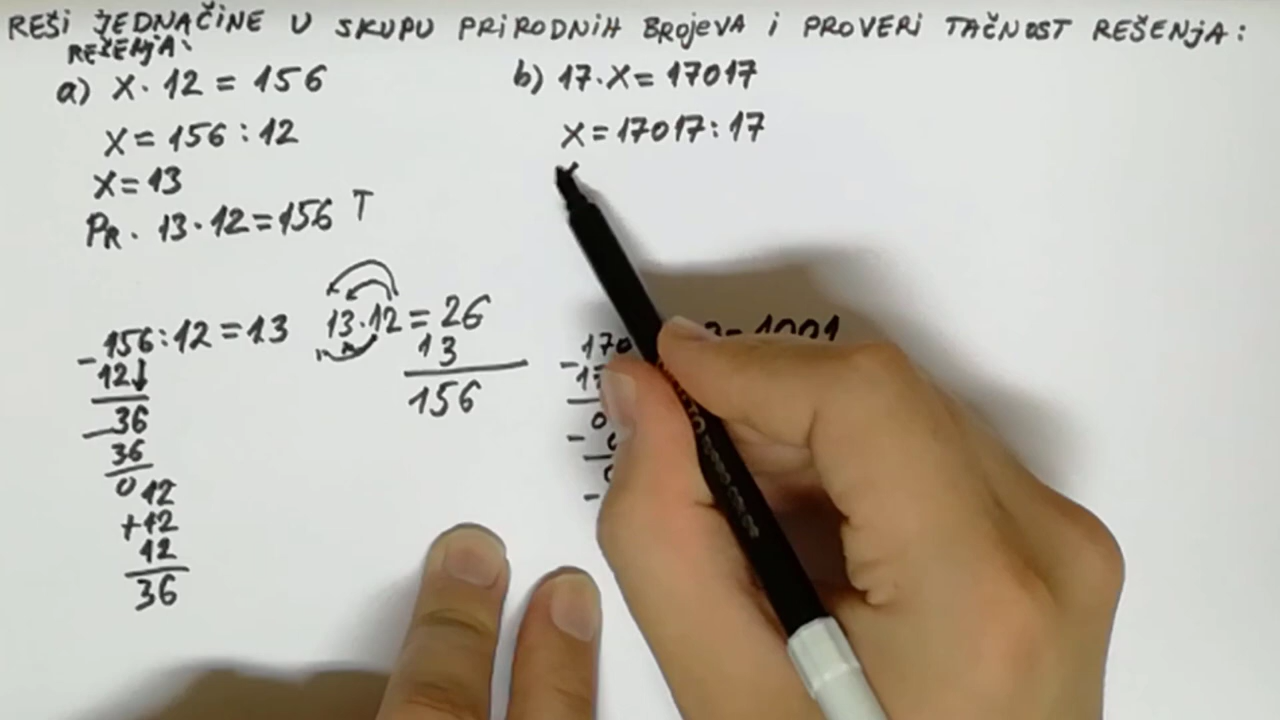 REŠI JEDNAČINE U SKUPU PRIRODNIH BROJEVA I PROVERI TAČNOST REŠENJA:
REŠENJA:
a) X · 12 = 156
X = 156 : 12
X = 13
PR. 13 · 12 = 156 T
156 : 12 = 13
- 12↓
36
- 36
0
12
+ 12
12
36
13 · 12 = 26
13
156
b) 17 · X = 17017
X = 17017 : 17
= 1001